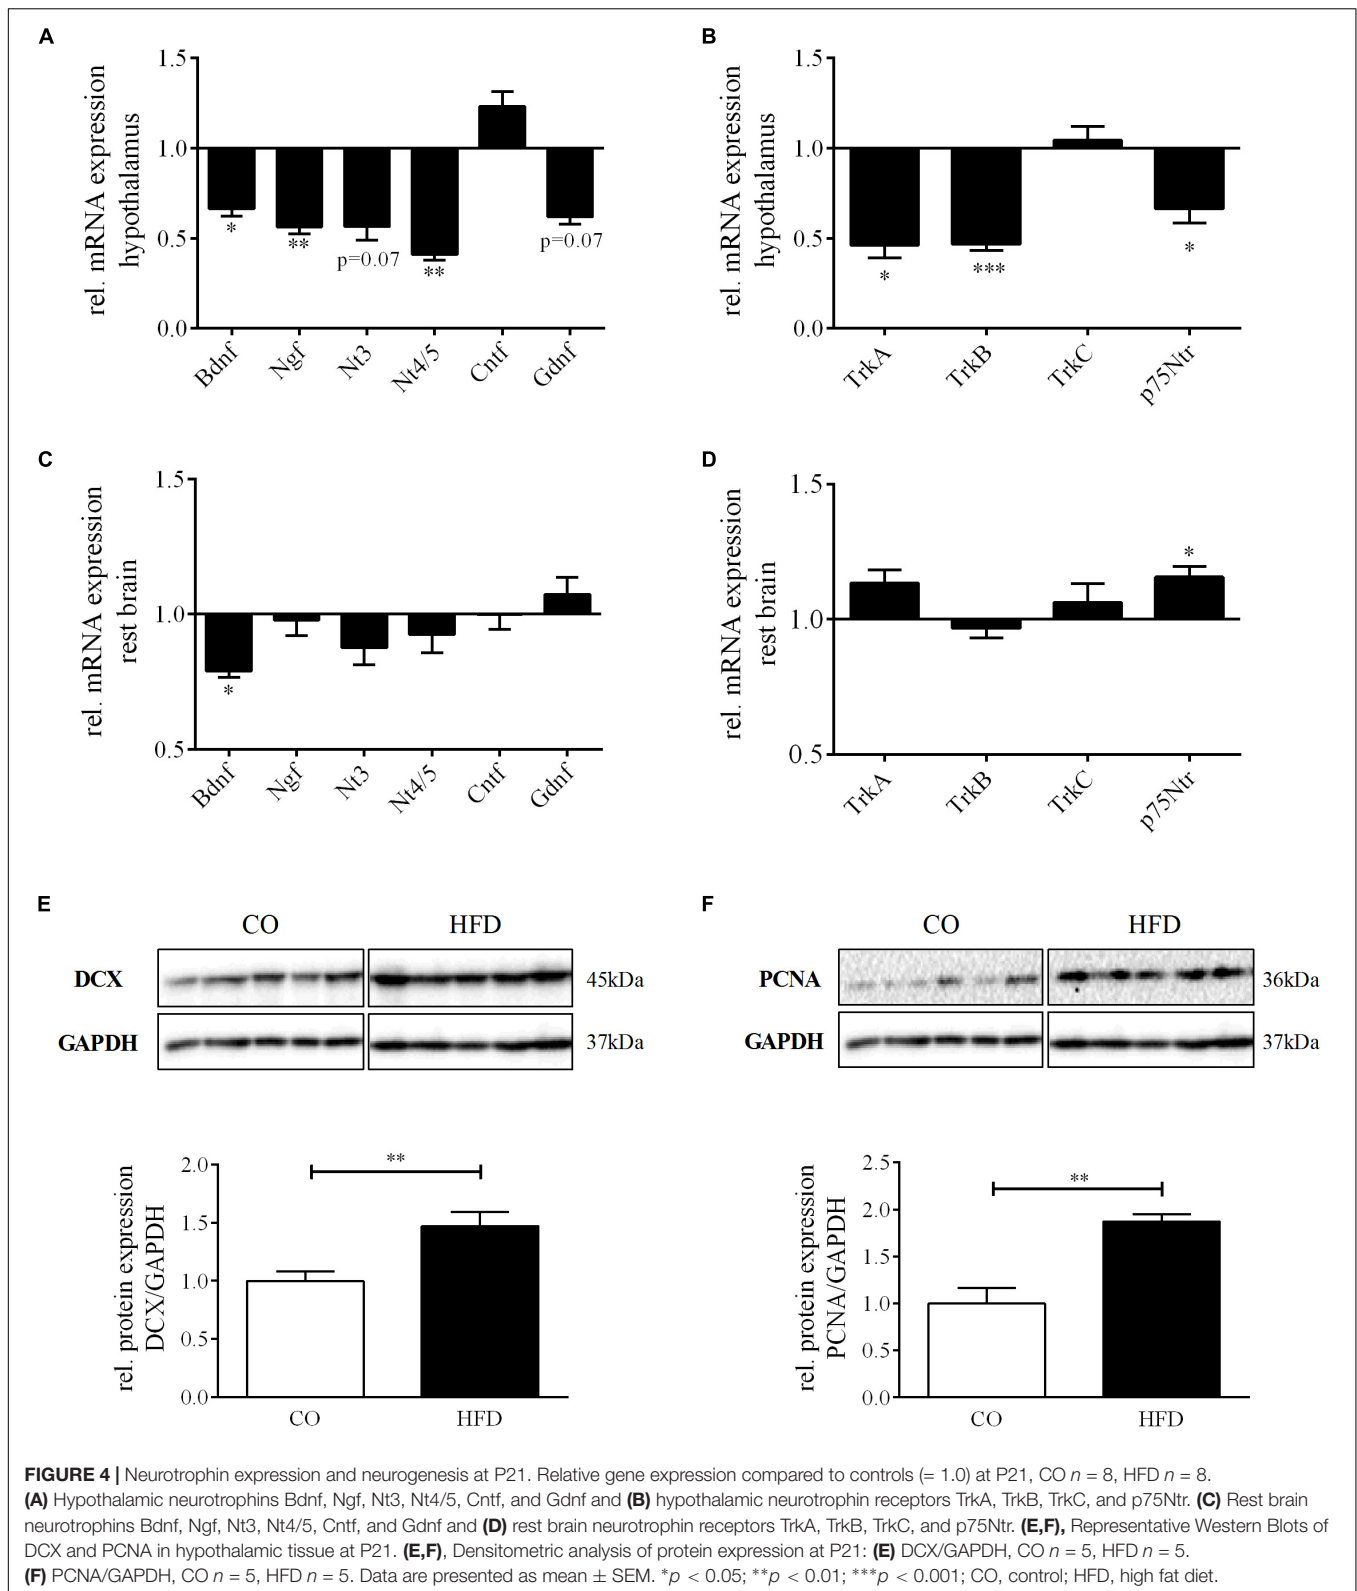 A
1.5
1.0
0.5
0.0
rel. mRNA expression
hypothalamus
* ** p=0.07 ** p=0.07
Bdnf Ngf Nt3 Nt4/5 Cntf Gdnf
B
1.5
1.0
0.5
0.0
rel. mRNA expression
hypothalamus
* *** *
TrkA TrkB TrkC p75Ntr
C
1.5
1.0
0.5
rel. mRNA expression
rest brain
*
Bdnf Ngf Nt3 Nt4/5 Cntf Gdnf
D
1.5
1.0
0.5
rel. mRNA expression
rest brain
*
TrkA TrkB TrkC p75Ntr
E
CO HFD
DCX 45kDa
GAPDH 37kDa
2.0
1.5
1.0
0.5
0.0
rel. protein expression
DCX/GAPDH
**
CO HFD
F
CO HFD
PCNA 36kDa
GAPDH 37kDa
2.5
2.0
1.5
1.0
0.5
0.0
rel. protein expression
PCNA/GAPDH
**
CO HFD
FIGURE 4 | Neurotrophin expression and neurogenesis at P21. Relative gene expression compared to controls (= 1.0) at P21, CO n = 8, HFD n = 8.
(A) Hypothalamic neurotrophins Bdnf, Ngf, Nt3, Nt4/5, Cntf, and Gdnf and (B) hypothalamic neurotrophin receptors TrkA, TrkB, TrkC, and p75Ntr. (C) Rest brain
neurotrophins Bdnf, Ngf, Nt3, Nt4/5, Cntf, and Gdnf and (D) rest brain neurotrophin receptors TrkA, TrkB, TrkC, and p75Ntr. (E,F), Representative Western Blots of
DCX and PCNA in hypothalamic tissue at P21. (E,F), Densitometric analysis of protein expression at P21: (E) DCX/GAPDH, CO n = 5, HFD n = 5.
(F) PCNA/GAPDH, CO n = 5, HFD n = 5. Data are presented as mean ± SEM. *p < 0.05; **p < 0.01; ***p < 0.001; CO, control; HFD, high fat diet.